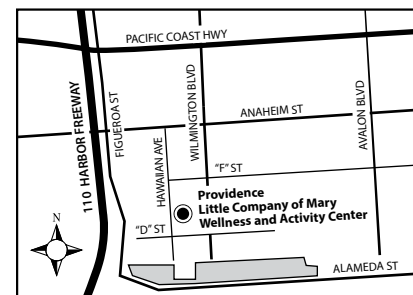 PACIFIC COAST HWY
110 HARBOR FREEWAY
FIGUEROA ST
WILMINGTON BLVD
AVALON BLVD
ANAHEIM ST
HAWAIIAN AVE
"F" ST
Providence
Little Company of Mary
Wellness and Activity Center
"D" ST
N
ALAMEDA ST